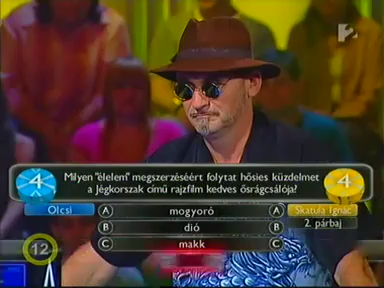 2
Milyen "élelem" megszerzéséért folytat hősies küzdelmet
a Jégkorszak című rajzfilm kedves ősrágcsálója?
4
4
Olcsi
A mogyoró
Skatula Ignác
B dió
2. párbaj
C makk
12